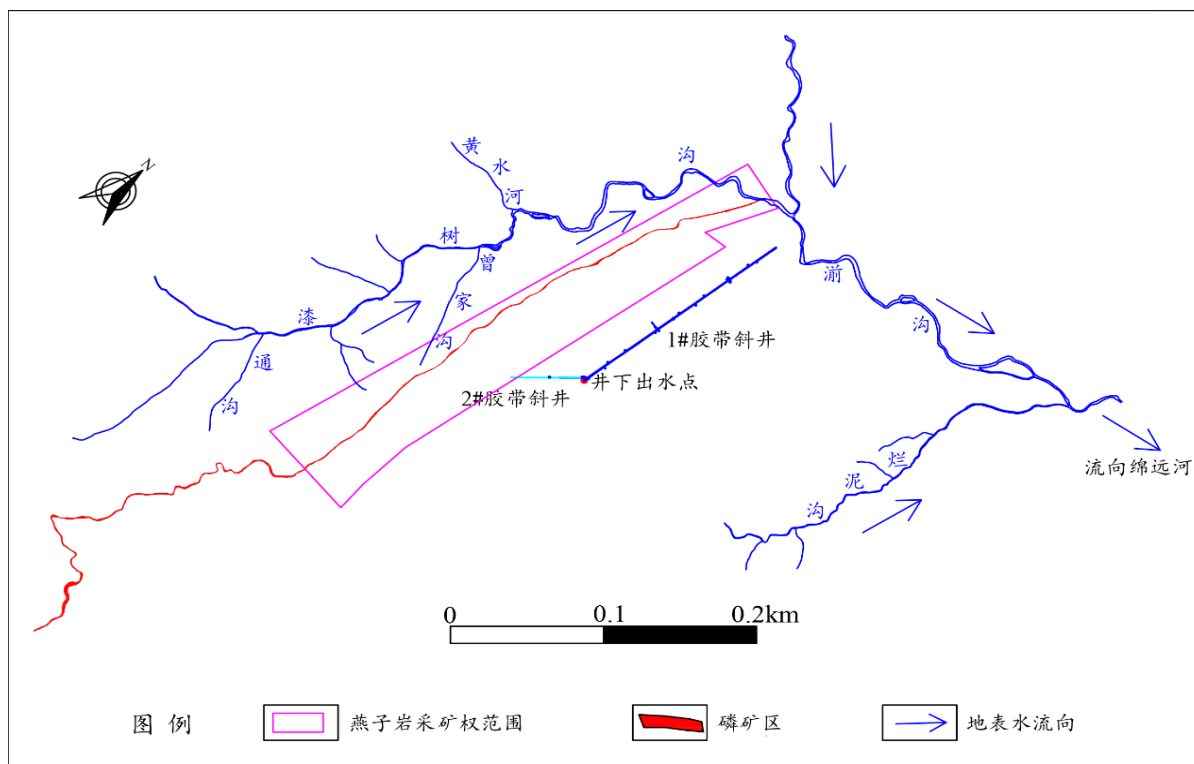 N
黄水河
沟
树
曾家沟
漆
通沟
湔
沟
1#胶带斜井
井下出水点
2#胶带斜井
烂
泥
沟
流向绵远河
0 0.1 0.2km
图 例
燕子岩采矿权范围
磷矿区
地表水流向